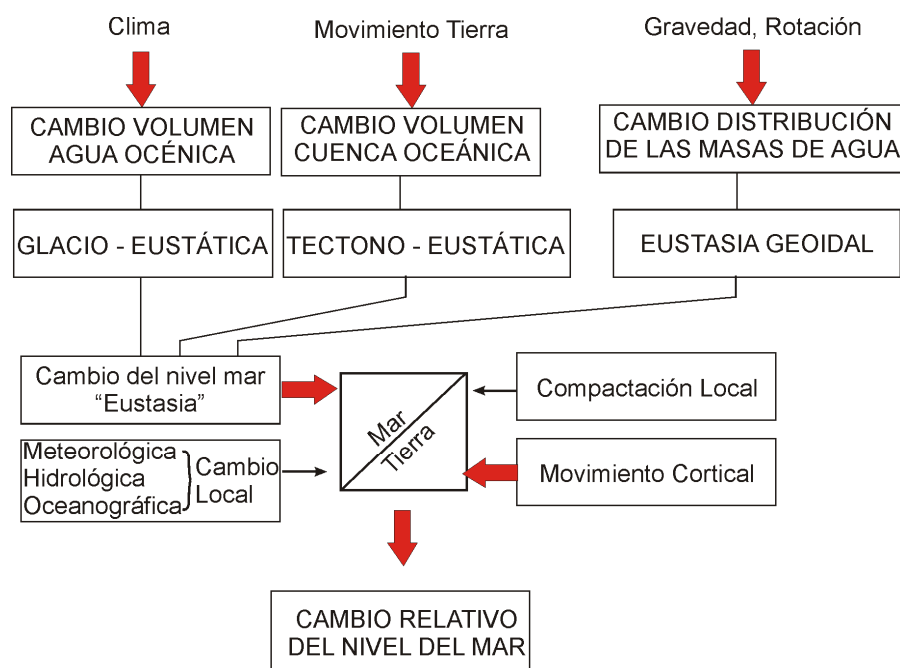 Clima
Movimiento Tierra
Gravedad, Rotación
CAMBIO VOLUMEN
AGUA OCÉNICA
CAMBIO VOLUMEN
CUENCA OCEÁNICA
CAMBIO DISTRIBUCIÓN
DE LAS MASAS DE AGUA
GLACIO - EUSTÁTICA
TECTONO - EUSTÁTICA
EUSTASIA GEOIDAL
Cambio del nivel mar
“Eustasia”
Mar
Tierra
Compactación Local
Meteorológica
Hidrológica
Oceanográfica
Cambio
Local
Movimiento Cortical
CAMBIO RELATIVO
DEL NIVEL DEL MAR